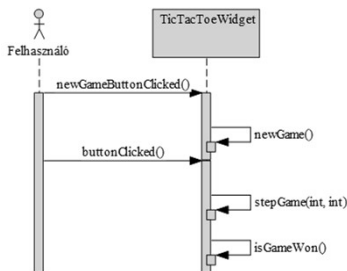 TicTacToeWidget
Felhasználó
newGameButtonClicked()
newGame()
buttonClicked()
stepGame(int, int)
isGameWon()